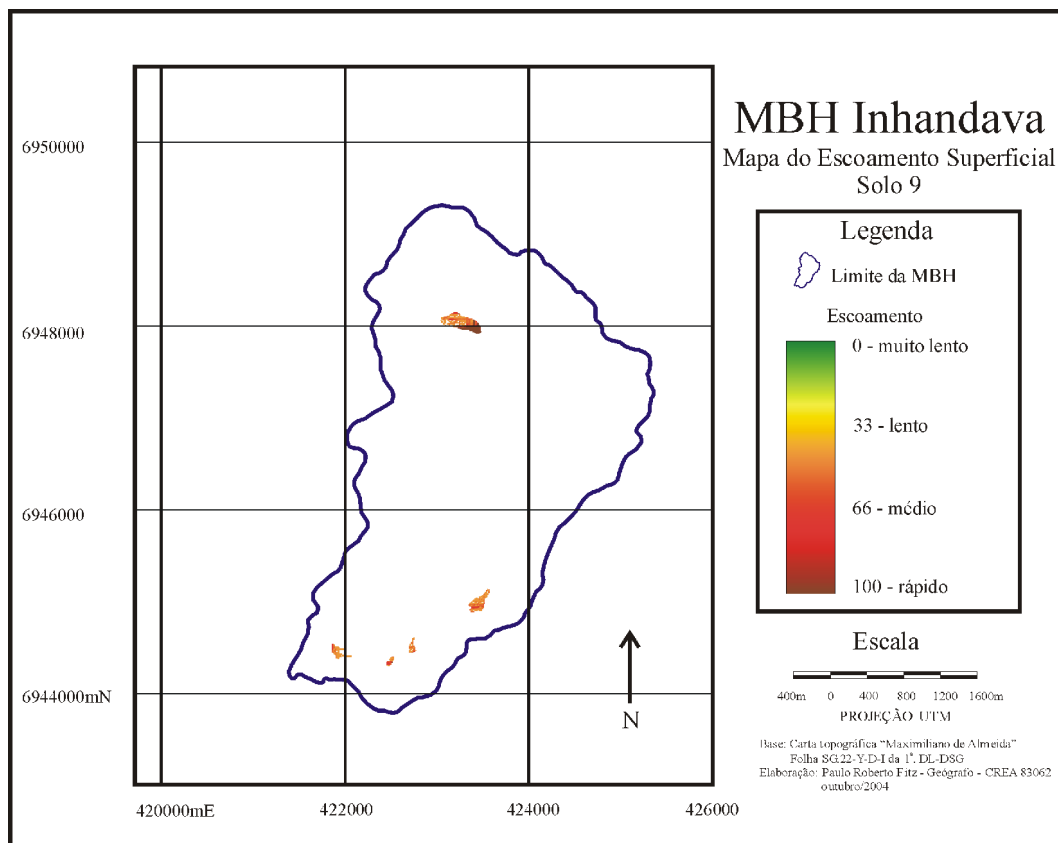 MBH Inhandava
Mapa do Escoamento Superficial
Solo 9
Legenda
Limite da MBH
Escoamento
0 - muito lento
33 - lento
66 - médio
100 - rápido
Escala
400m 0 400 800 1200 1600m
PROJEÇÃO UTM
Base: Carta topográfica “Maximiliano de Almeida”
Folha SG.22-Y-D-I da 1ª. DL-DSG
Elaboração: Paulo Roberto Fitz - Geógrafo - CREA 83062
outubro/2004
N
6950000
6948000
6946000
6944000mN
420000mE 422000 424000 426000